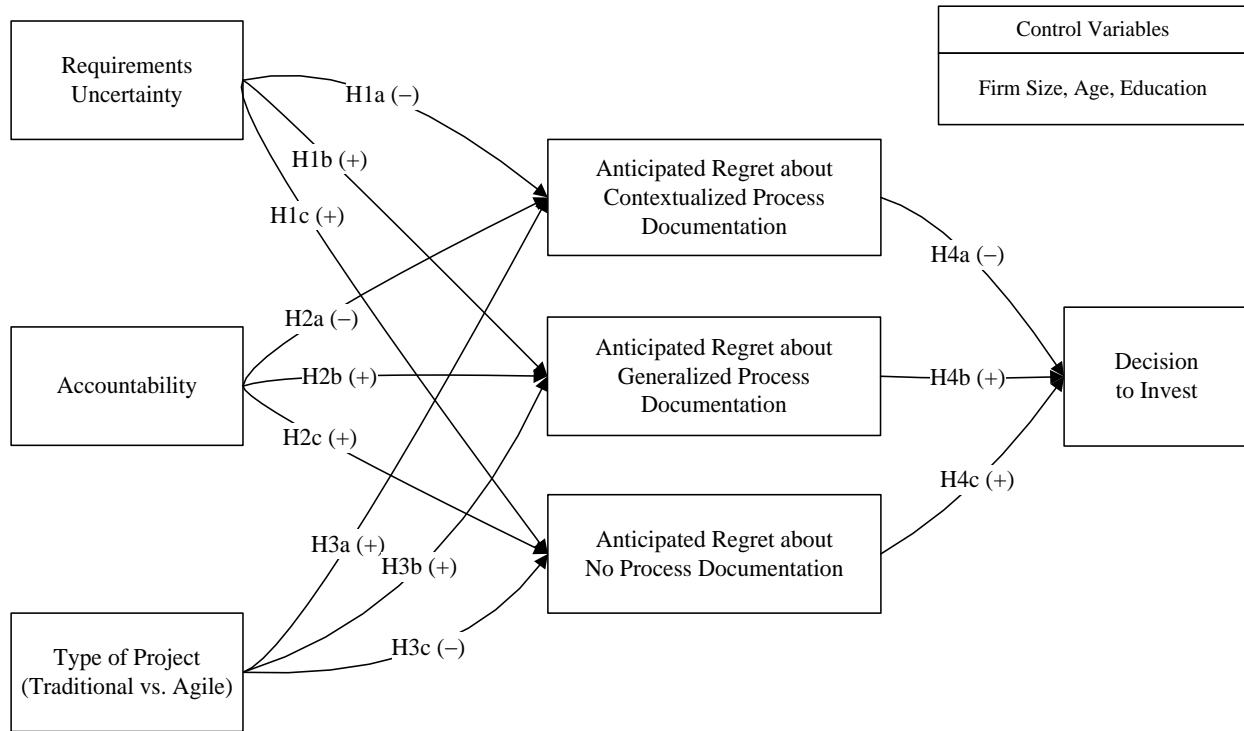 Control Variables
Firm Size, Age, Education
Requirements
Uncertainty
Accountability
Type of Project
(Traditional vs. Agile)
H1a (−)
H1b (+)
H1c (+)
H2a (−)
H2b (+)
H2c (+)
H3a (+)
H3b (+)
H3c (−)
Anticipated Regret about
Contextualized Process
Documentation
Anticipated Regret about
Generalized Process
Documentation
Anticipated Regret about
No Process Documentation
H4a (−)
H4b (+)
H4c (+)
Decision
to Invest